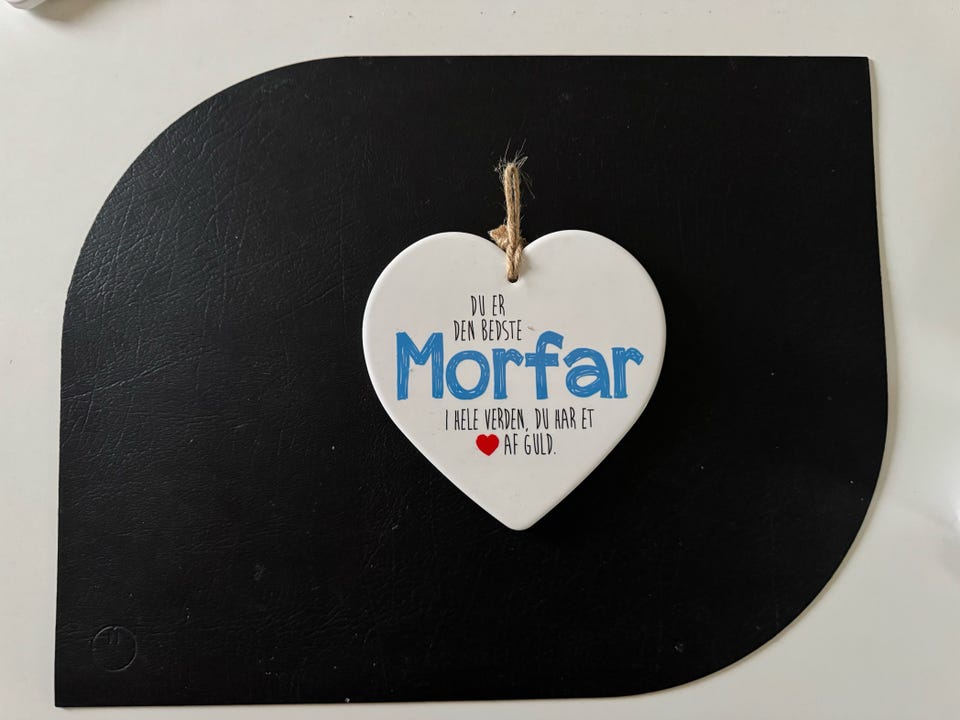 DU ER
DEN BEDSTE
Morfar
I HELE VERDEN, DU HAR ET
AF GULD.